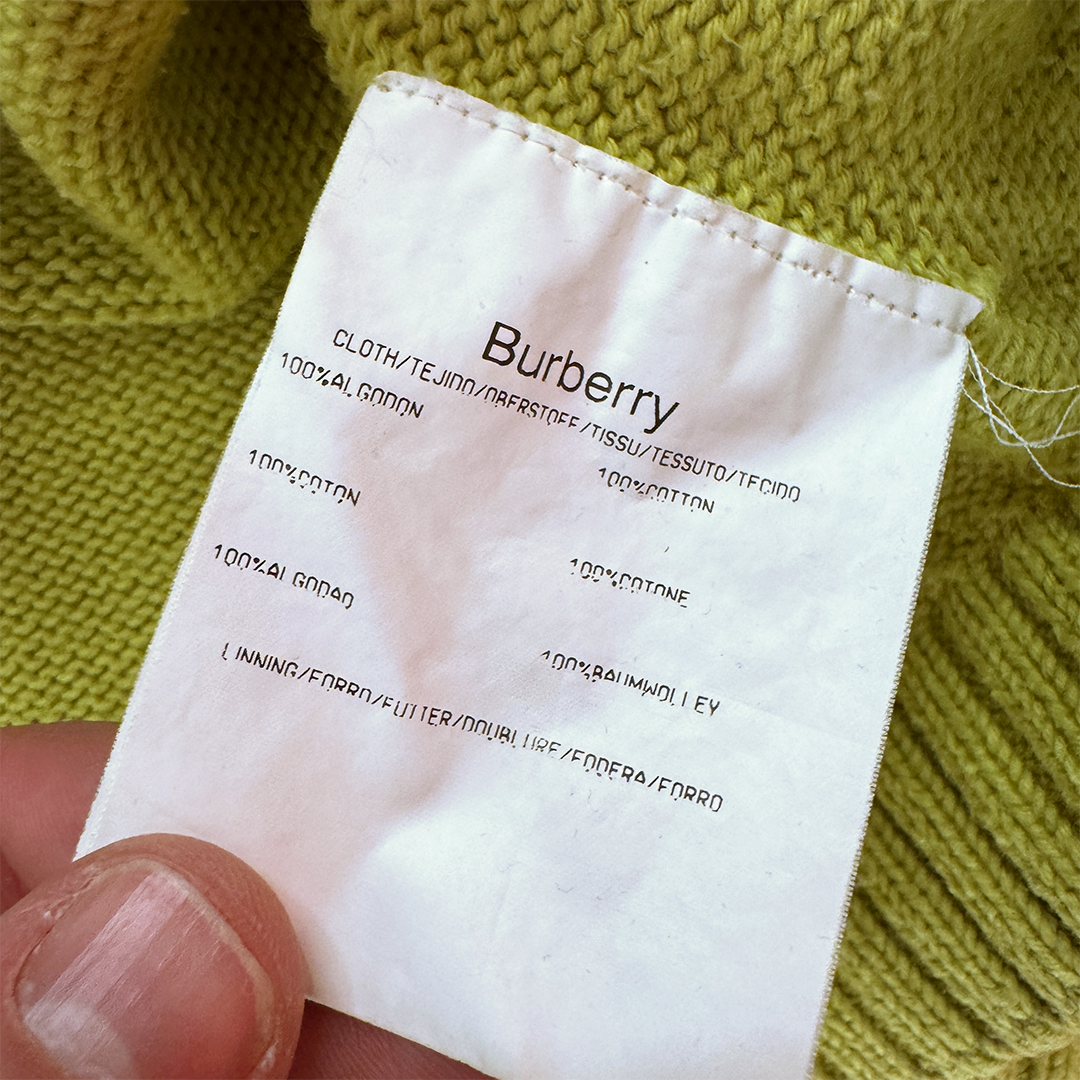 Burberry
CLOTH/TEJIDO/OBERSTOFF/TISSU/TESSUTO/TECIDO
100%ALGODON
100%COTTON
100%COTON
100%COTONE
100%ALGODAO
100%BAUMWOLLEY
LINNING/FORRO/FUTTER/DOUBLURE/FODERA/FORRO